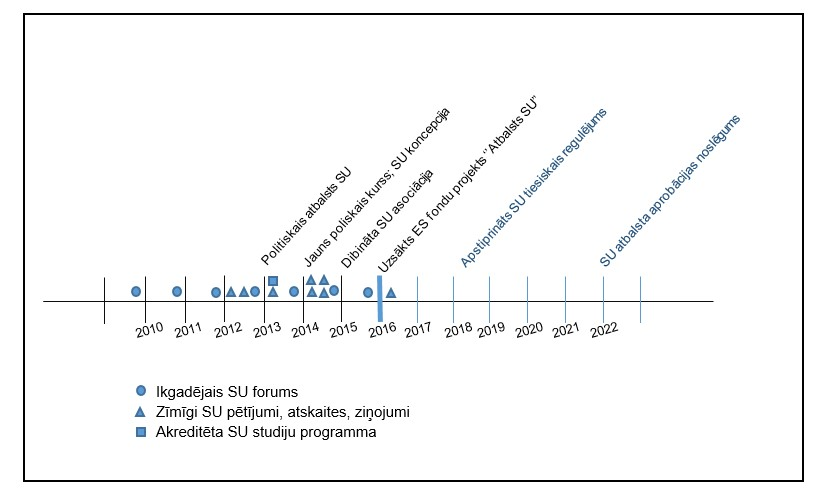 Politiskais atbalsts SU
Jauns poliskais kurss; SU koncepcija
Dibināta SU asociācija
Uzsākts ES fondu projekts “Atbalsts SU”
Apstiprināts SU tiesiskais regulējums
SU atbalsta aprobācijas noslēgums
2010 2011 2012 2013 2014 2015 2016 2017 2018 2019 2020 2021 2022
Ikgadējais SU forums
Zīmīgi SU pētījumi, atskaites, ziņojumi
Akreditēta SU studiju programma